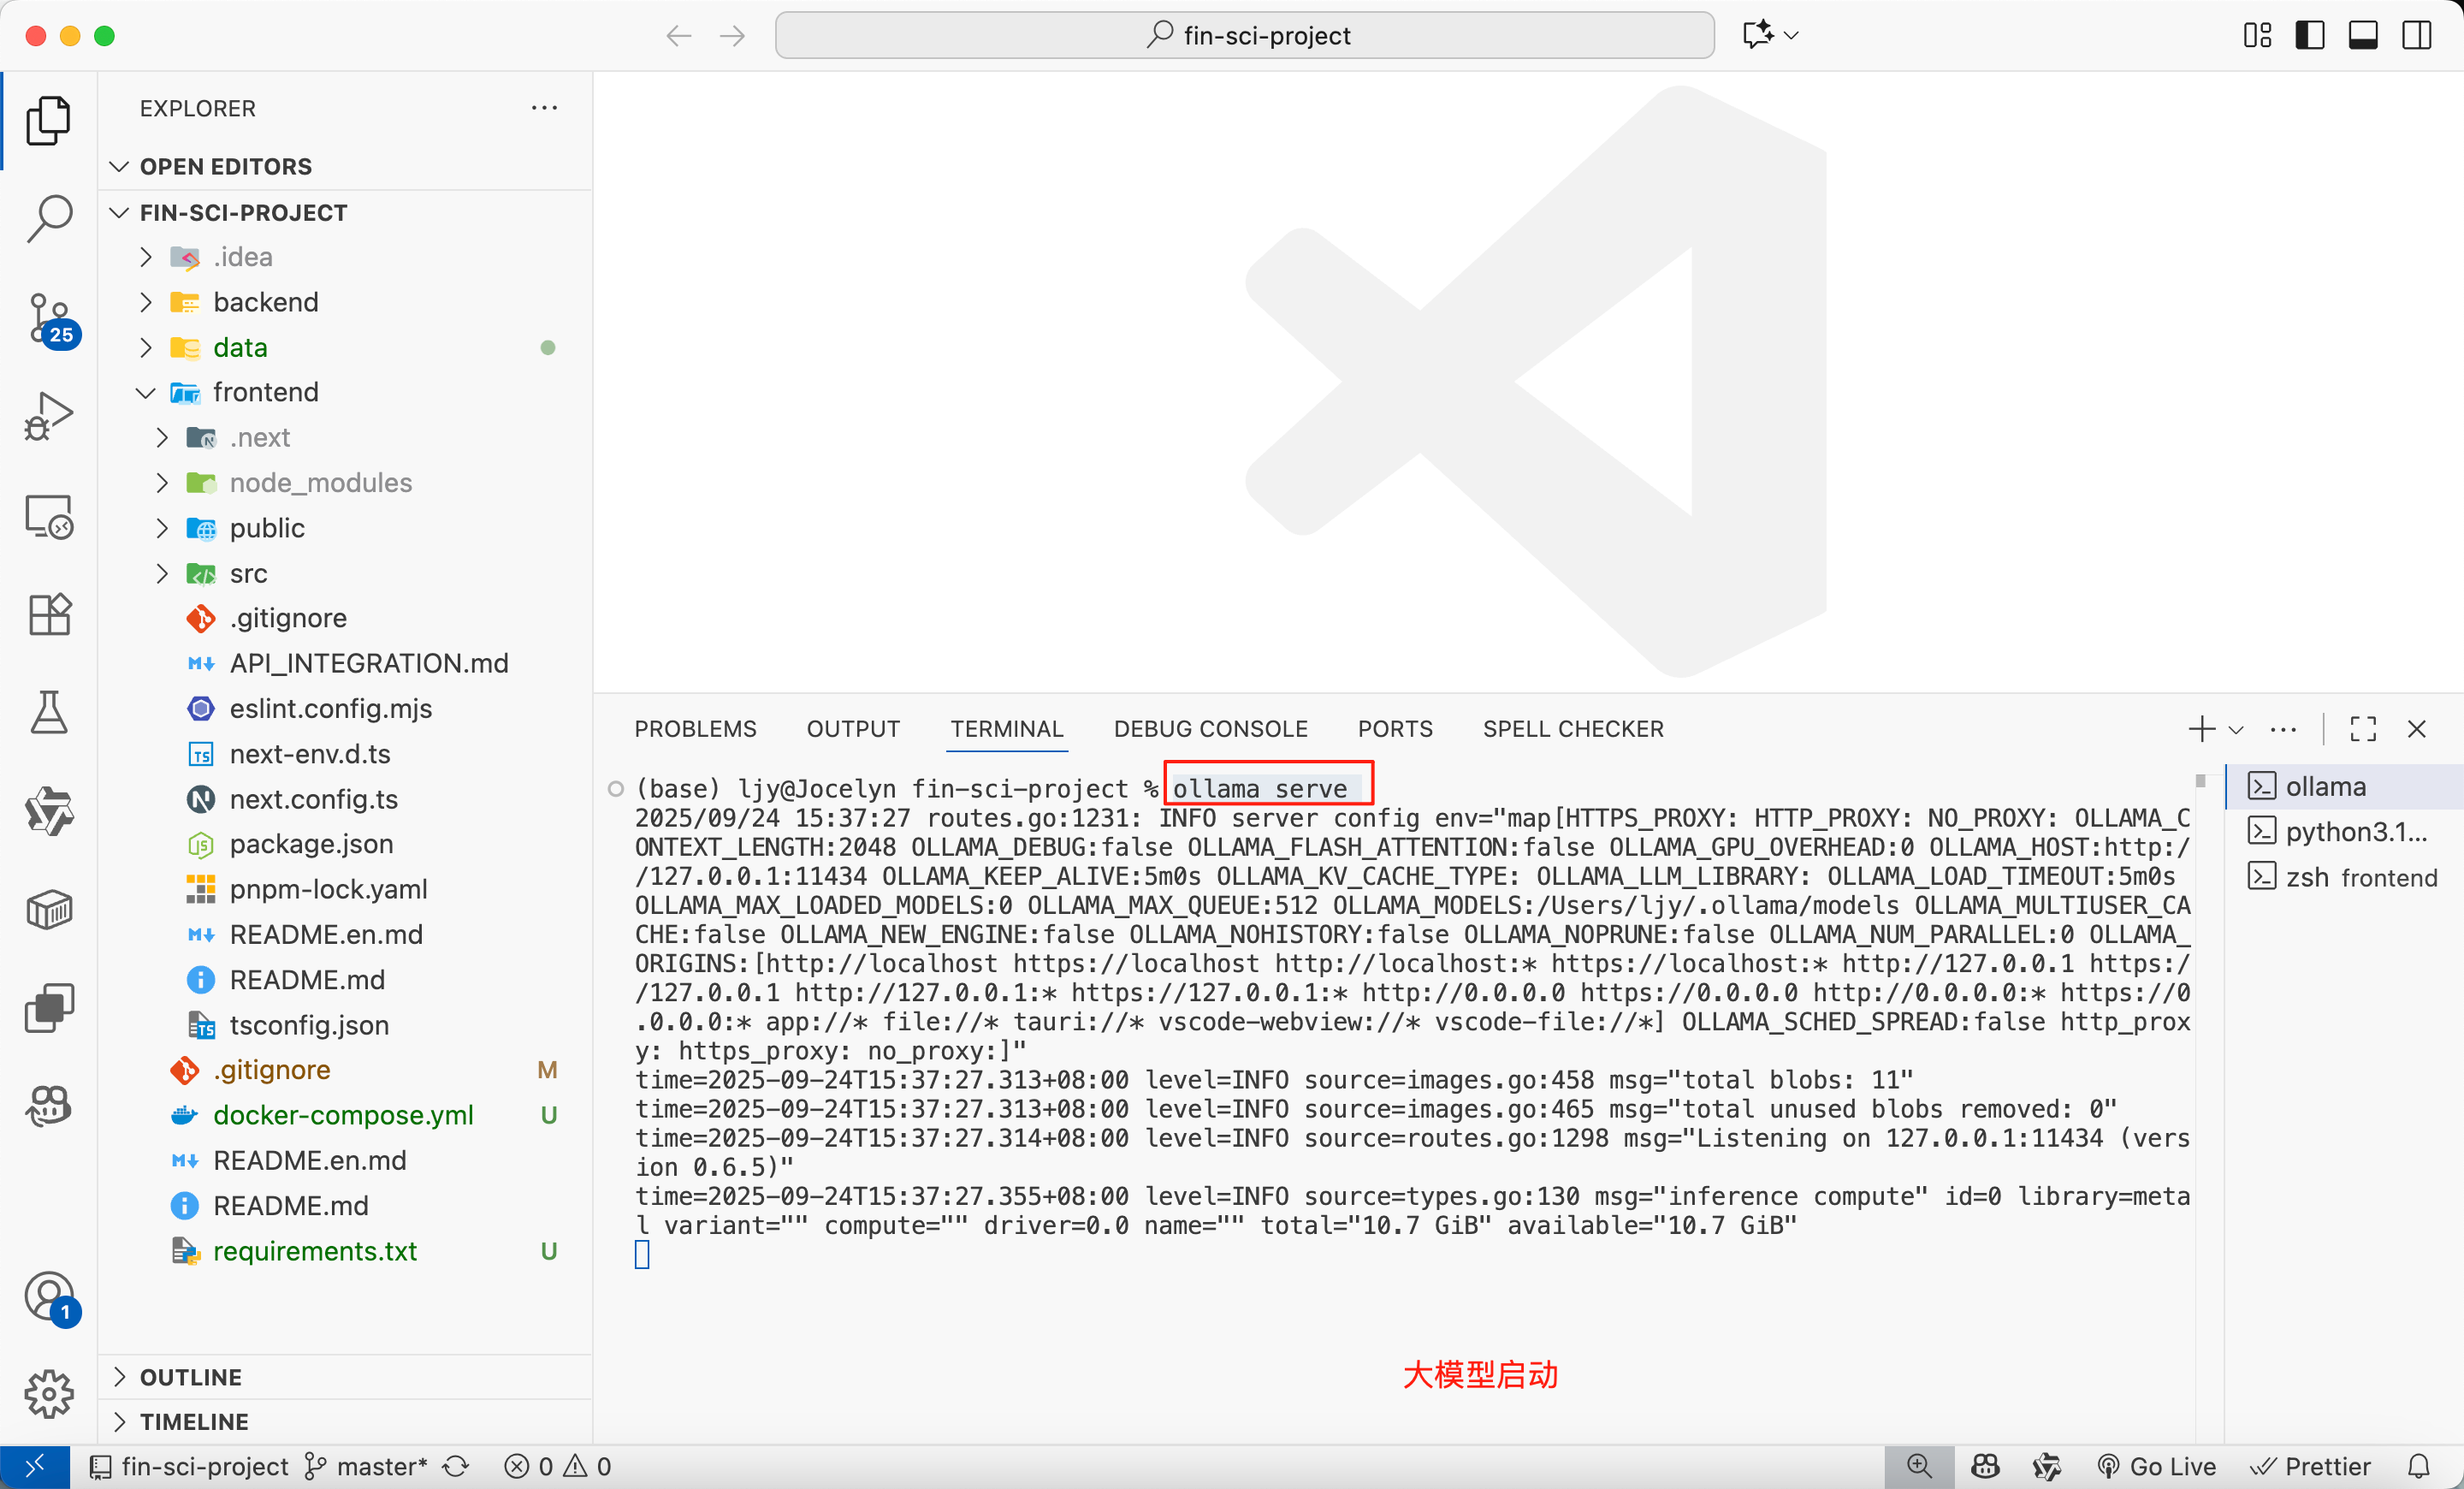 fin-sci-project
EXPLORER
OPEN EDITORS
FIN-SCI-PROJECT
.idea
backend
data
frontend
.next
node_modules
public
src
.gitignore
API_INTEGRATION.md
eslint.config.mjs
next-env.d.ts
next.config.ts
package.json
pnpm-lock.yaml
README.en.md
README.md
tsconfig.json
.gitignore M
docker-compose.yml U
README.en.md
README.md
requirements.txt U
OUTLINE
TIMELINE
25
1
PROBLEMS OUTPUT TERMINAL DEBUG CONSOLE PORTS SPELL CHECKER
(base) ljy@Jocelyn fin-sci-project % ollama serve
2025/09/24 15:37:27 routes.go:1231: INFO server config env="map[HTTPS_PROXY: HTTP_PROXY: NO_PROXY: OLLAMA_C
ONTEXT_LENGTH:2048 OLLAMA_DEBUG:false OLLAMA_FLASH_ATTENTION:false OLLAMA_GPU_OVERHEAD:0 OLLAMA_HOST:http:/
/127.0.0.1:11434 OLLAMA_KEEP_ALIVE:5m0s OLLAMA_KV_CACHE_TYPE: OLLAMA_LLM_LIBRARY: OLLAMA_LOAD_TIMEOUT:5m0s
OLLAMA_MAX_LOADED_MODELS:0 OLLAMA_MAX_QUEUE:512 OLLAMA_MODELS:/Users/ljy/.ollama/models OLLAMA_MULTIUSER_CA
CHE:false OLLAMA_NEW_ENGINE:false OLLAMA_NOHISTORY:false OLLAMA_NOPRUNE:false OLLAMA_NUM_PARALLEL:0 OLLAMA_
ORIGINS:[http://localhost https://localhost http://localhost:* https://localhost:* http://127.0.0.1 https:/
/127.0.0.1 http://127.0.0.1:* https://127.0.0.1:* http://0.0.0.0 https://0.0.0.0 http://0.0.0.0:* https://0
.0.0.0:* app://* file://* tauri://* vscode-webview://* vscode-file://*] OLLAMA_SCHED_SPREAD:false http_prox
y: https_proxy: no_proxy:]"
time=2025-09-24T15:37:27.313+08:00 level=INFO source=images.go:458 msg="total blobs: 11"
time=2025-09-24T15:37:27.313+08:00 level=INFO source=images.go:465 msg="total unused blobs removed: 0"
time=2025-09-24T15:37:27.314+08:00 level=INFO source=routes.go:1298 msg="Listening on 127.0.0.1:11434 (vers
ion 0.6.5)"
time=2025-09-24T15:37:27.355+08:00 level=INFO source=types.go:130 msg="inference compute" id=0 library=meta
l variant="" compute="" driver=0.0 name="" total="10.7 GiB" available="10.7 GiB"
大模型启动
ollama
python3.1...
zsh frontend
fin-sci-project master* 0 0 Go Live Prettier